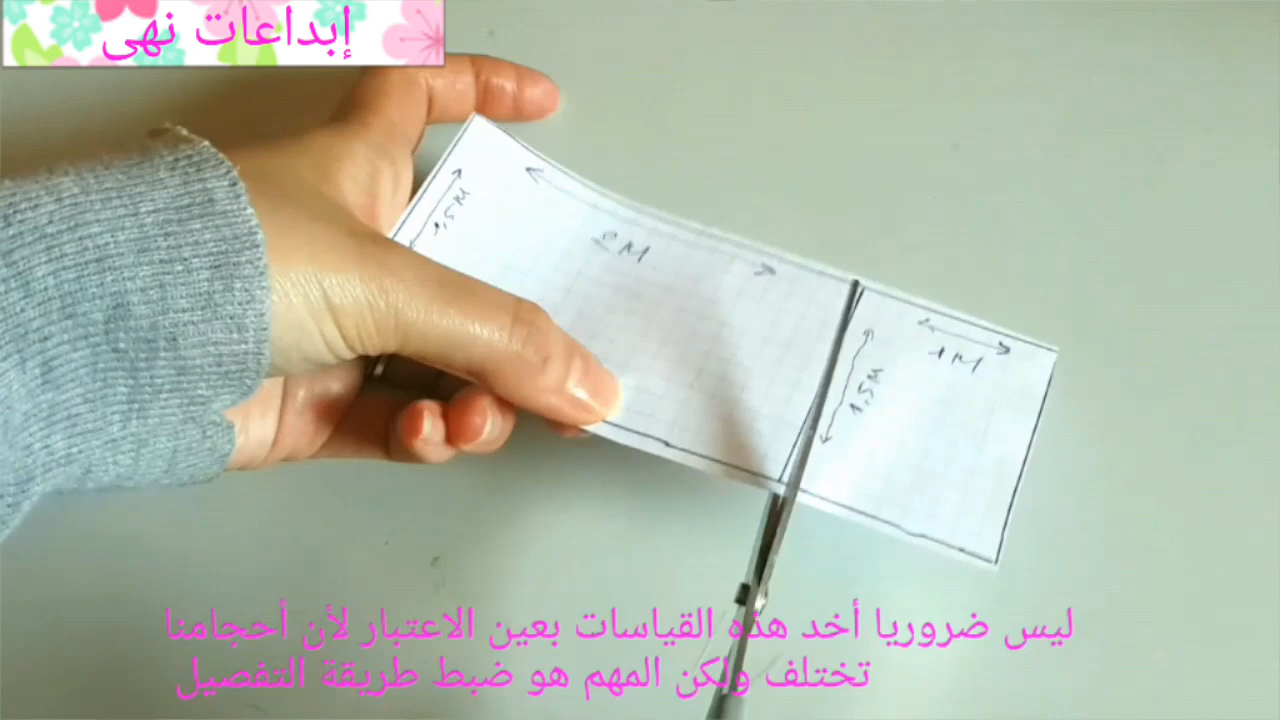 إبداعات نهى
1,5M
2M
1M
1,5M
ليس ضروريا أخد هذه القياسات بعين الاعتبار لأن أحجامنا
تختلف ولكن المهم هو ضبط طريقة التفصيل